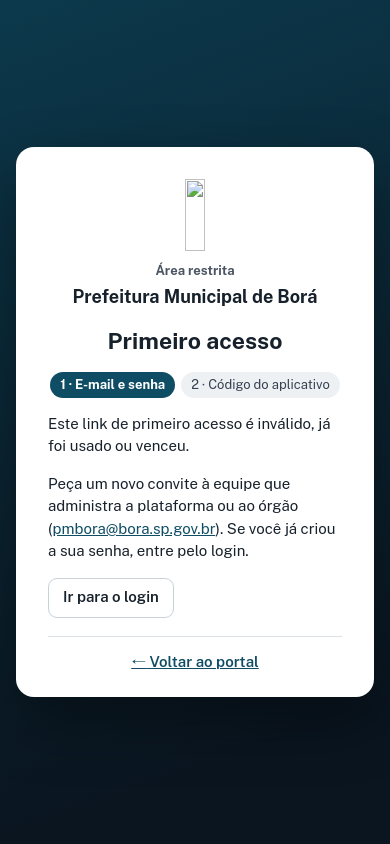 Área restrita
Prefeitura Municipal de Borá
Primeiro acesso
1 · E-mail e senha
2 · Código do aplicativo
Este link de primeiro acesso é inválido, já
foi usado ou venceu.
Peça um novo convite à equipe que
administra a plataforma ou ao órgão
(pmbora@bora.sp.gov.br). Se você já criou
a sua senha, entre pelo login.
Ir para o login
← Voltar ao portal